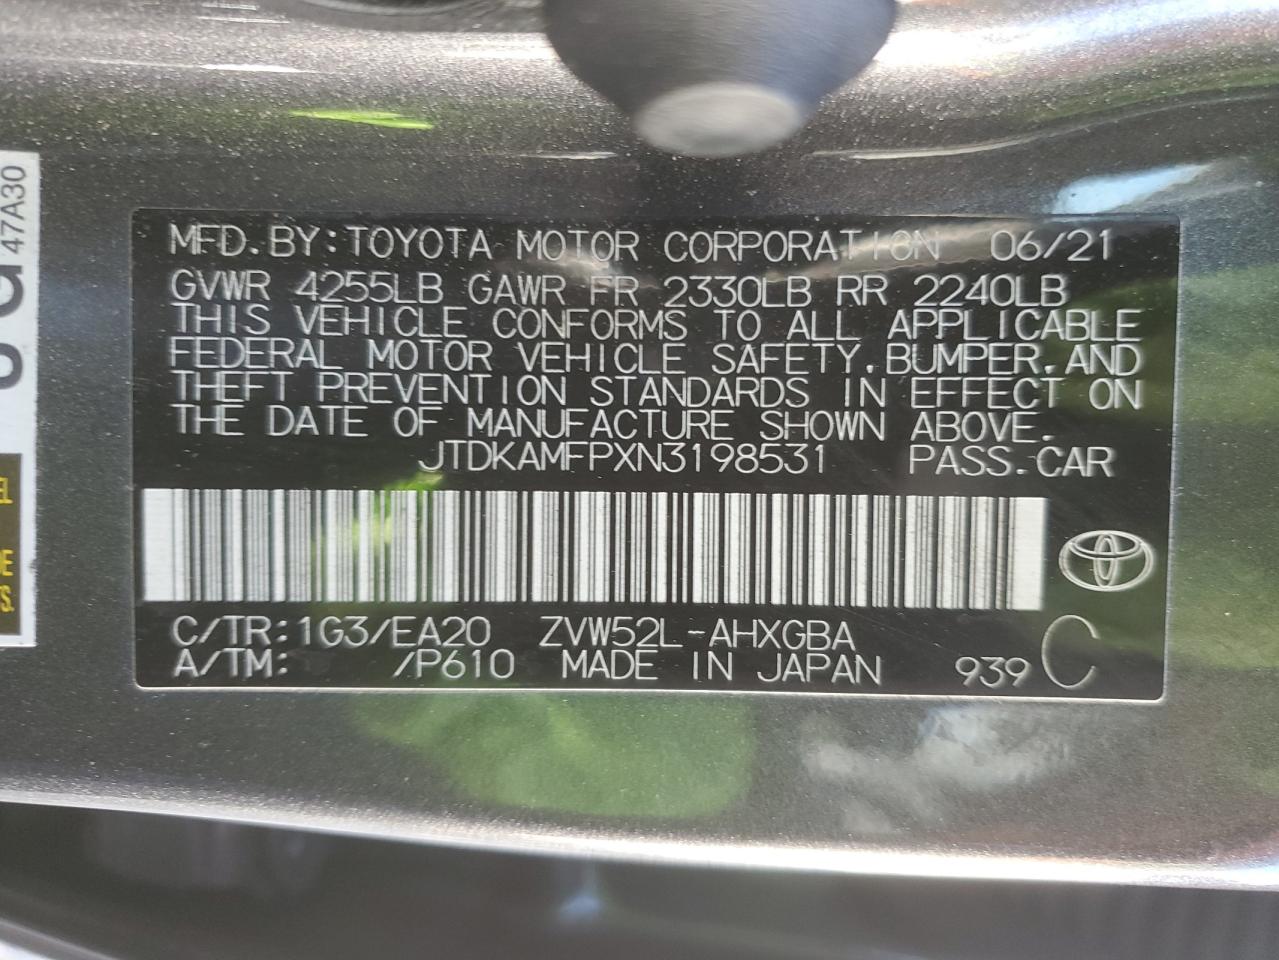 MFD.BY:TOYOTA MOTOR CORPORATION 06/21
GVWR 4255LB GAWR FR 2330LB RR 2240LB
THIS VEHICLE CONFORMS TO ALL APPLICABLE
FEDERAL MOTOR VEHICLE SAFETY,BUMPER,AND
THEFT PREVENTION STANDARDS IN EFFECT ON
THE DATE OF MANUFACTURE SHOWN ABOVE.
JTDKAMFPXN3198531 PASS.CAR
C/TR:1G3/EA20 ZVW52L-AHXGBA
A/TM: /P610 MADE IN JAPAN 939 C
47A30